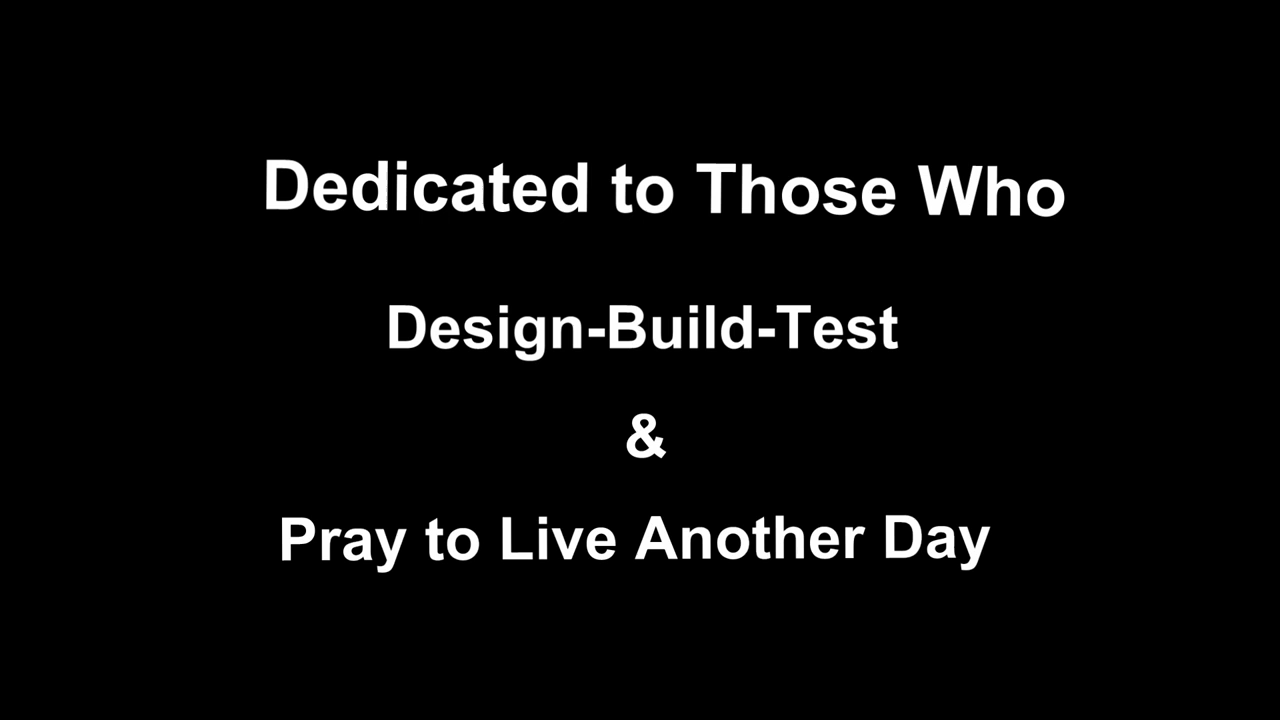 Dedicated to Those Who
Design-Build-Test
&
Pray to Live Another Day